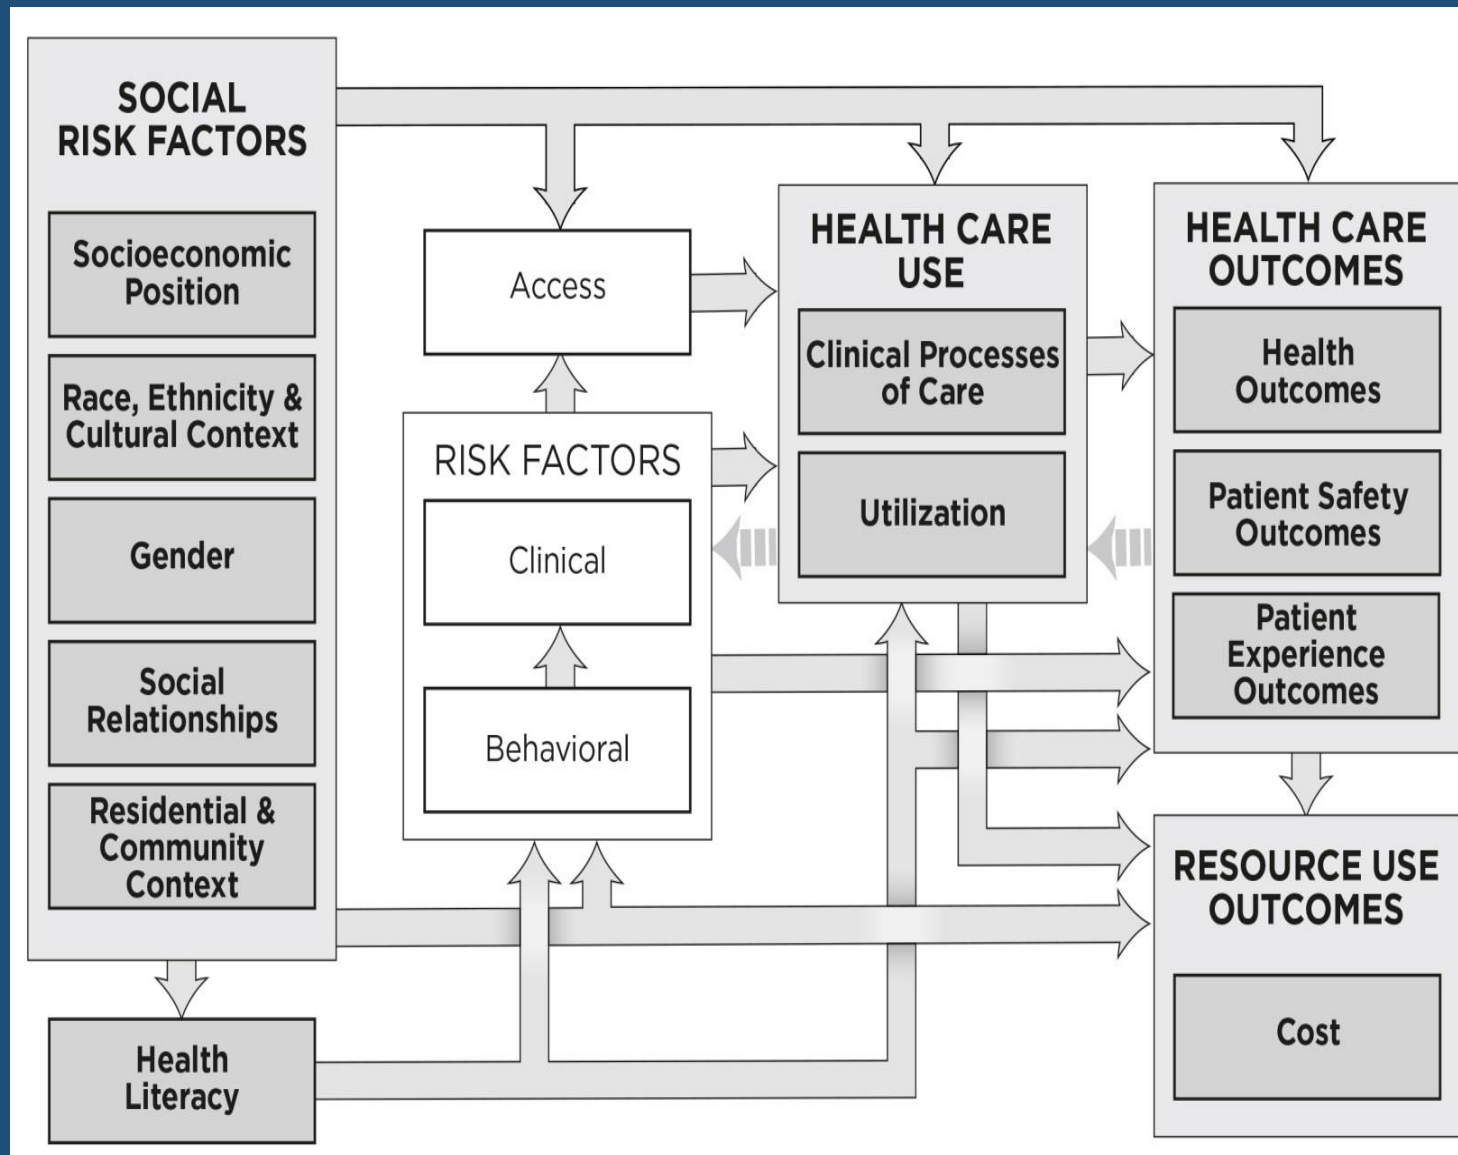 SOCIAL
RISK FACTORS
Socioeconomic
Position
Race, Ethnicity &
Cultural Context
Gender
Social
Relationships
Residential &
Community
Context
Health
Literacy
Access
RISK FACTORS
Clinical
Behavioral
HEALTH CARE
USE
Clinical Processes
of Care
Utilization
HEALTH CARE
OUTCOMES
Health
Outcomes
Patient Safety
Outcomes
Patient
Experience
Outcomes
RESOURCE USE
OUTCOMES
Cost